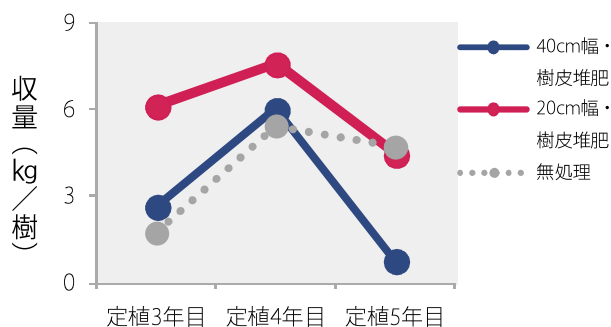 収量（kg／樹）
9
6
3
0
定植3年目 定植4年目 定植5年目
40cm幅・
樹皮堆肥
20cm幅・
樹皮堆肥
無処理